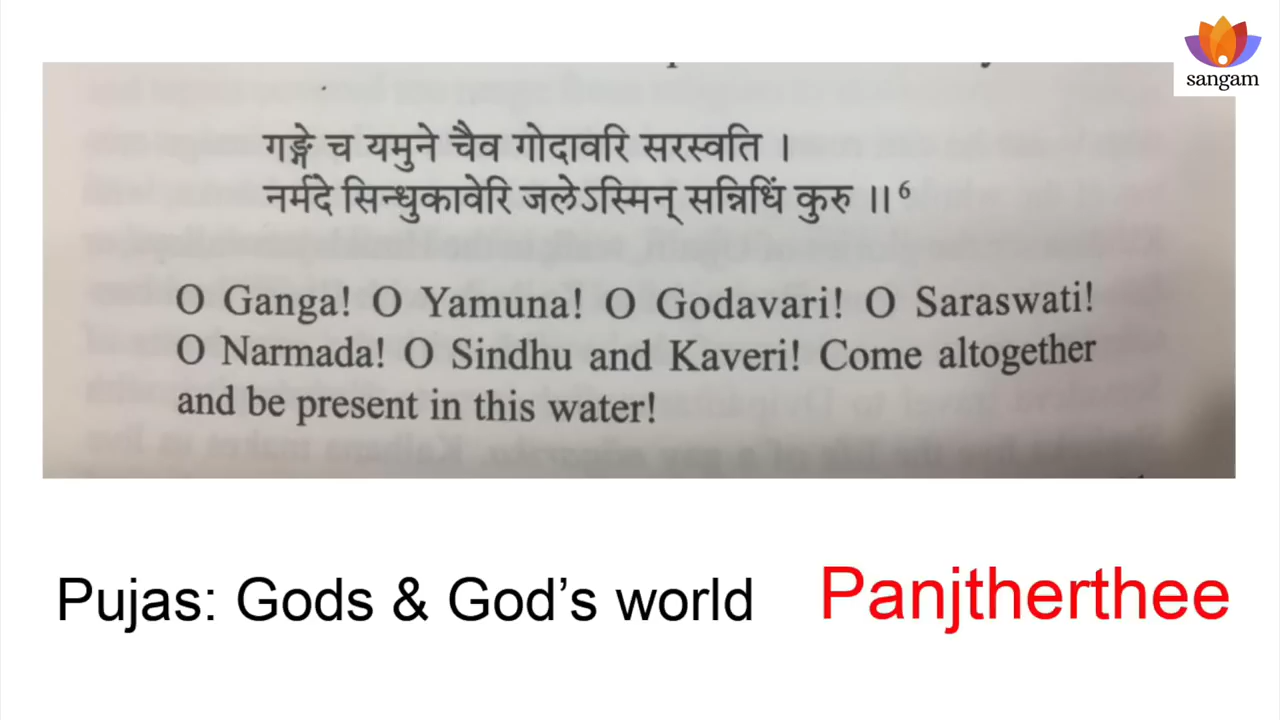 sangam
गङ्गे च यमुने चैव गोदावरि सरस्वति ।
नर्मदे सिन्धुकावेरि जलेऽस्मिन् सन्निधिं कुरु ॥6
O Ganga! O Yamuna! O Godavari! O Saraswati!
O Narmada! O Sindhu and Kaveri! Come altogether
and be present in this water!
Pujas: Gods & God’s world Panjtherthee